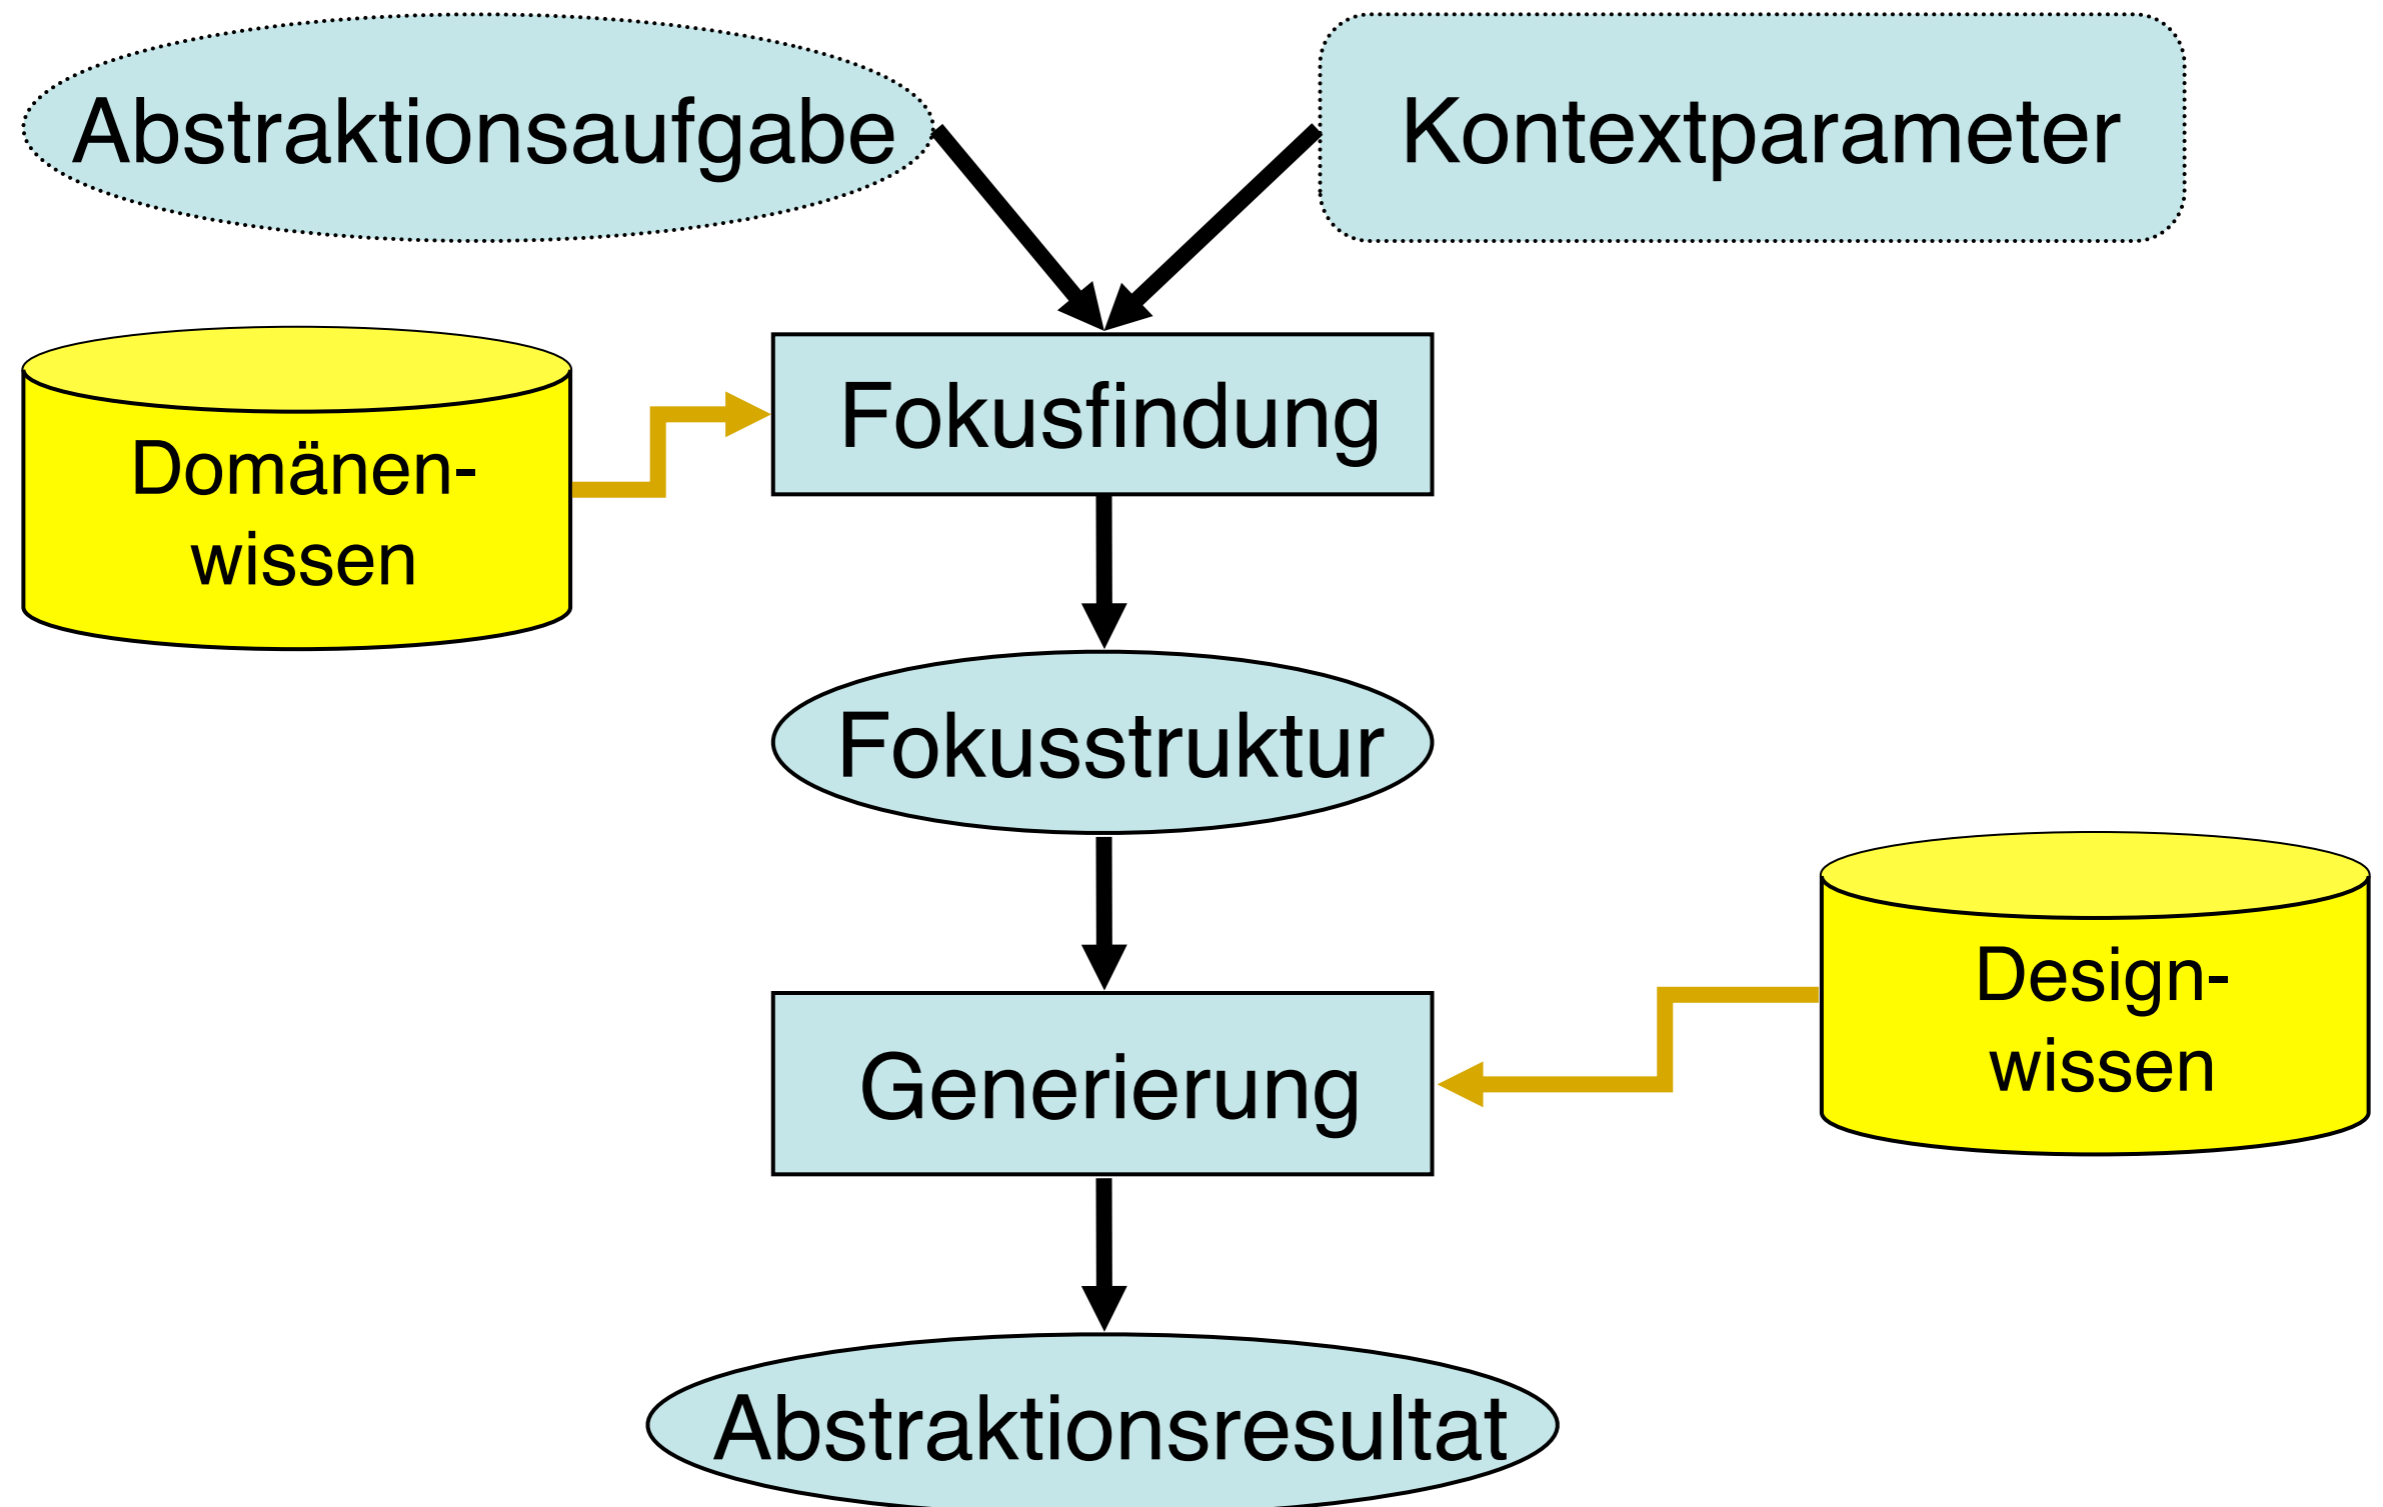 Abstraktionsaufgabe
Kontextparameter
Fokusfindung
Domänen-
wissen
Fokusstruktur
Design-
wissen
Generierung
Abstraktionsresultat